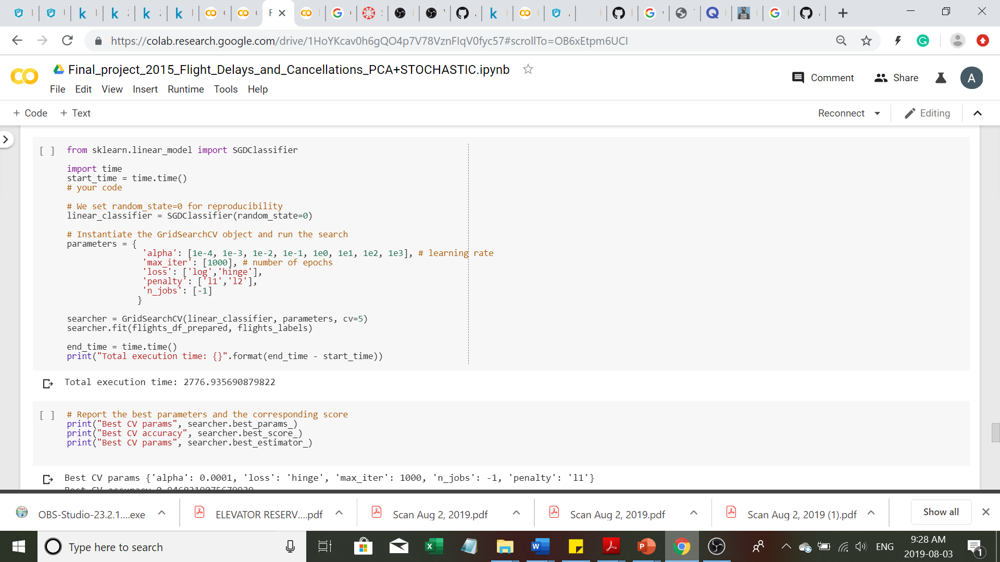 https://colab.research.google.com/drive/1HoYKcav0h6gQO4p7V78VznFIqV0fyc57#scrollTo=OB6xEtpm6UCI
Final_project_2015_Flight_Delays_and_Cancellations_PCA+STOCHASTIC.ipynb
Comment
Share
A
File Edit View Insert Runtime Tools Help
+ Code + Text
Reconnect
Editing
[ ] from sklearn.linear_model import SGDClassifier
import time
start_time = time.time()
# your code
# We set random_state=0 for reproducibility
linear_classifier = SGDClassifier(random_state=0)
# Instantiate the GridSearchCV object and run the search
parameters = {
'alpha': [1e-4, 1e-3, 1e-2, 1e-1, 1e0, 1e1, 1e2, 1e3], # learning rate
'max_iter': [1000], # number of epochs
'loss': ['log','hinge'],
'penalty': ['l1','l2'],
'n_jobs': [-1]
}
searcher = GridSearchCV(linear_classifier, parameters, cv=5)
searcher.fit(flights_df_prepared, flights_labels)
end_time = time.time()
print("Total execution time: {}".format(end_time - start_time))
Total execution time: 2776.935690879822
[ ] # Report the best parameters and the corresponding score
print("Best CV params", searcher.best_params_)
print("Best CV accuracy", searcher.best_score_)
print("Best CV params", searcher.best_estimator_)
Best CV params {'alpha': 0.0001, 'loss': 'hinge', 'max_iter': 1000, 'n_jobs': -1, 'penalty': 'l1'}
OBS-Studio-23.2.1....exe
ELEVATOR RESERV....pdf
Scan Aug 2, 2019.pdf
Scan Aug 2, 2019.pdf
Scan Aug 2, 2019 (1).pdf
Show all
Type here to search
ENG
9:28 AM
2019-08-03
1